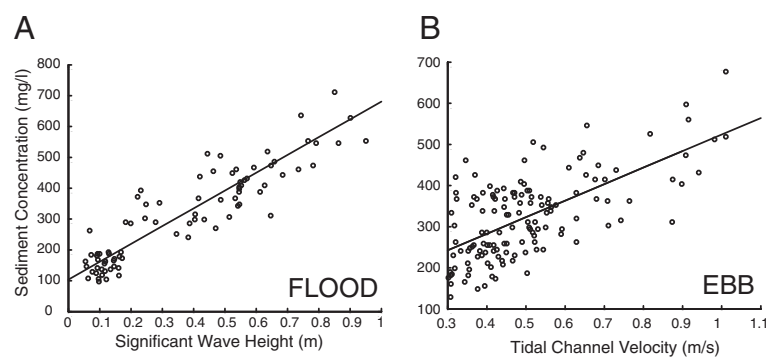 A
B
Sediment Concentration (mg/l)
800
700
600
500
400
300
200
100
0 0.1 0.2 0.3 0.4 0.5 0.6 0.7 0.8 0.9 1
Significant Wave Height (m)
FLOOD
700
600
500
400
300
200
100
0.3 0.4 0.5 0.6 0.7 0.8 0.9 1 1.1
Tidal Channel Velocity (m/s)
EBB